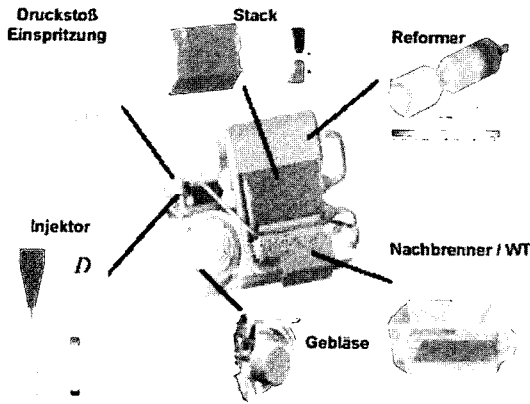 Druckstoß
Einspritzung
Stack
Reformer
Injektor
D
Nachbrenner / WT
Gebläse